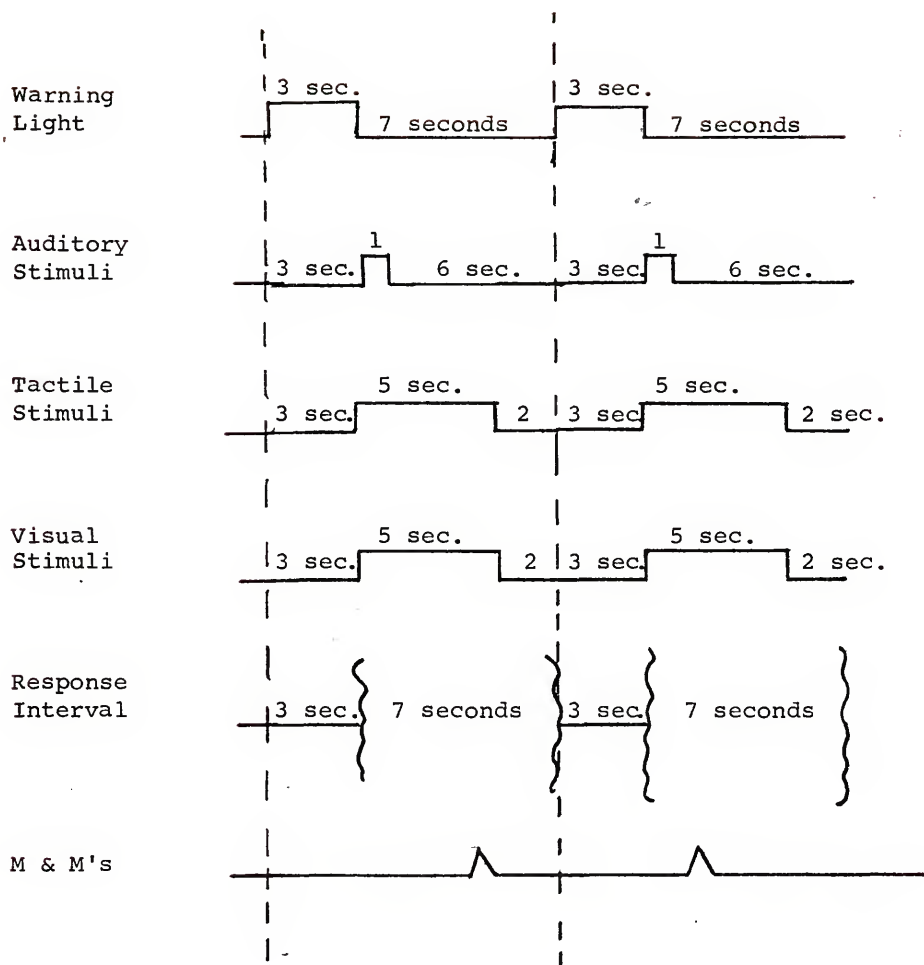 3 sec. 3 sec.
Warning
Light 7 seconds 7 seconds
Auditory 1 1
Stimuli 3 sec. 6 sec. 3 sec. 6 sec.
Tactile 5 sec. 5 sec.
Stimuli 3 sec. 2 3 sec. 2 sec.
Visual 5 sec. 5 sec.
Stimuli 3 sec. 2 3 sec. 2 sec.
Response
Interval 3 sec. 7 seconds 3 sec. 7 seconds
M & M's